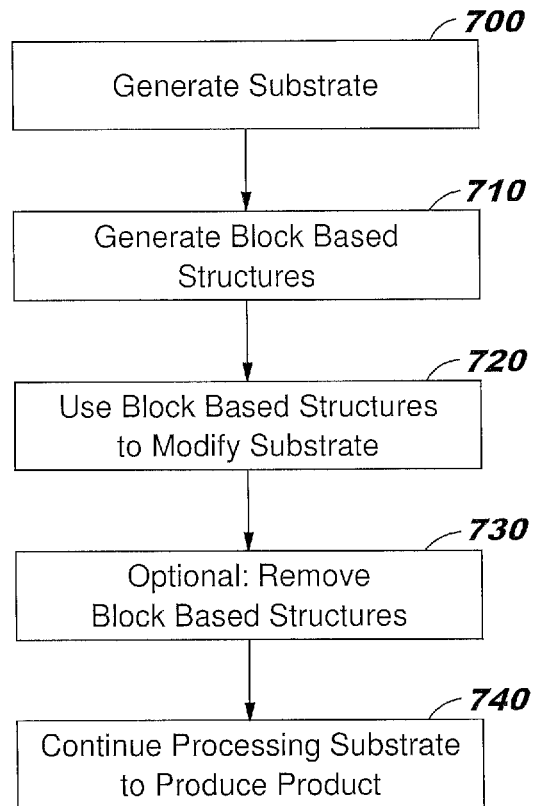 700
Generate Substrate
710
Generate Block Based
Structures
720
Use Block Based Structures
to Modify Substrate
730
Optional: Remove
Block Based Structures
740
Continue Processing Substrate
to Produce Product